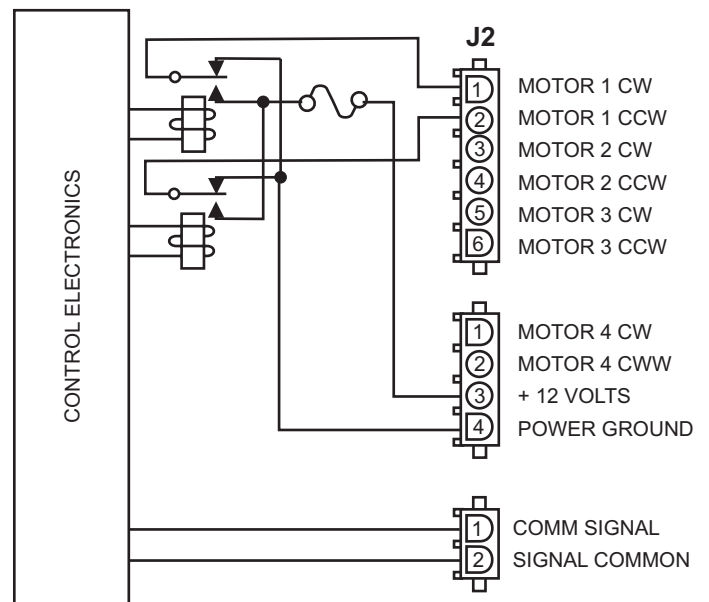 CONTROL ELECTRONICS
J2
1 MOTOR 1 CW
2 MOTOR 1 CCW
3 MOTOR 2 CW
4 MOTOR 2 CCW
5 MOTOR 3 CW
6 MOTOR 3 CCW
1 MOTOR 4 CW
2 MOTOR 4 CWW
3 + 12 VOLTS
4 POWER GROUND
1 COMM SIGNAL
2 SIGNAL COMMON